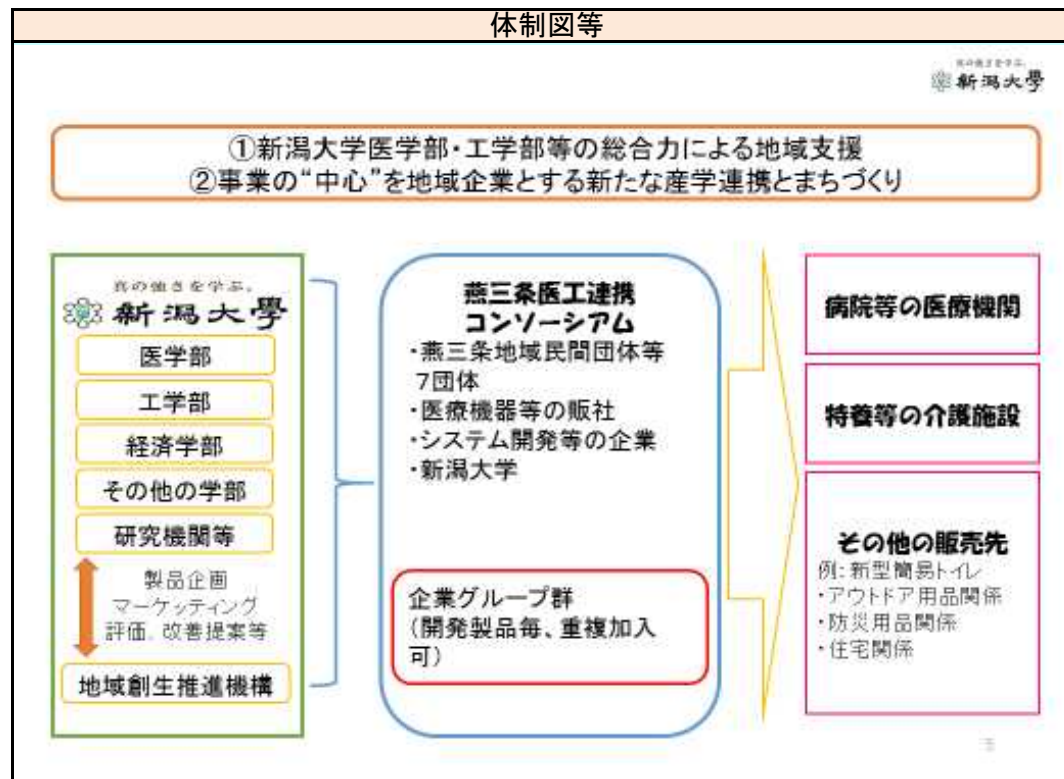 体制図等
真の強さを学ぶ。
新潟大學
①新潟大学医学部・工学部等の総合力による地域支援
②事業の“中心”を地域企業とする新たな産学連携とまちづくり
真の強さを学ぶ。
新潟大學
医学部
工学部
経済学部
その他の学部
研究機関等
製品企画
マーケッティング
評価、改善提案等
地域創生推進機構
燕三条医工連携
コンソーシアム
・燕三条地域民間団体等
7団体
・医療機器等の販社
・システム開発等の企業
・新潟大学
企業グループ群
(開発製品毎、重複加入
可)
病院等の医療機関
特養等の介護施設
その他の販売先
例:新型簡易トイレ
・アウトドア用品関係
・防災用品関係
・住宅関係